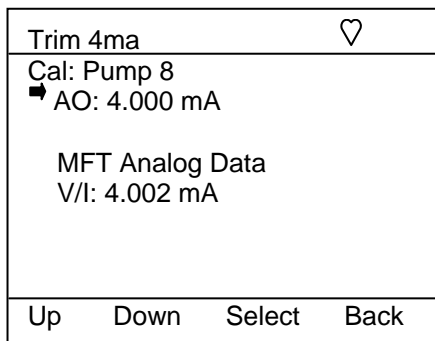 Trim 4ma
Cal: Pump 8
AO: 4.000 mA
MFT Analog Data
V/I: 4.002 mA
Up Down Select Back